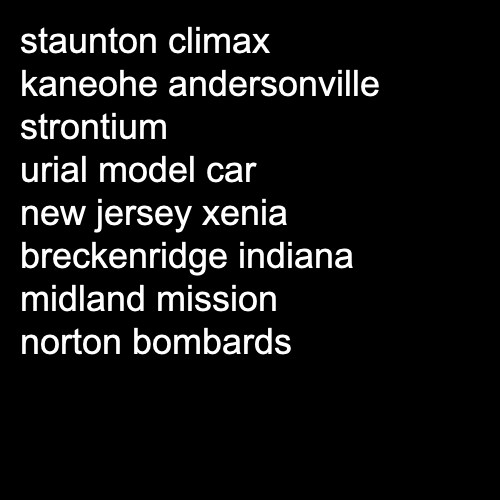 staunton climax
kaneohe andersonville
strontium
urial model car
new jersey xenia
breckenridge indiana
midland mission
norton bombards